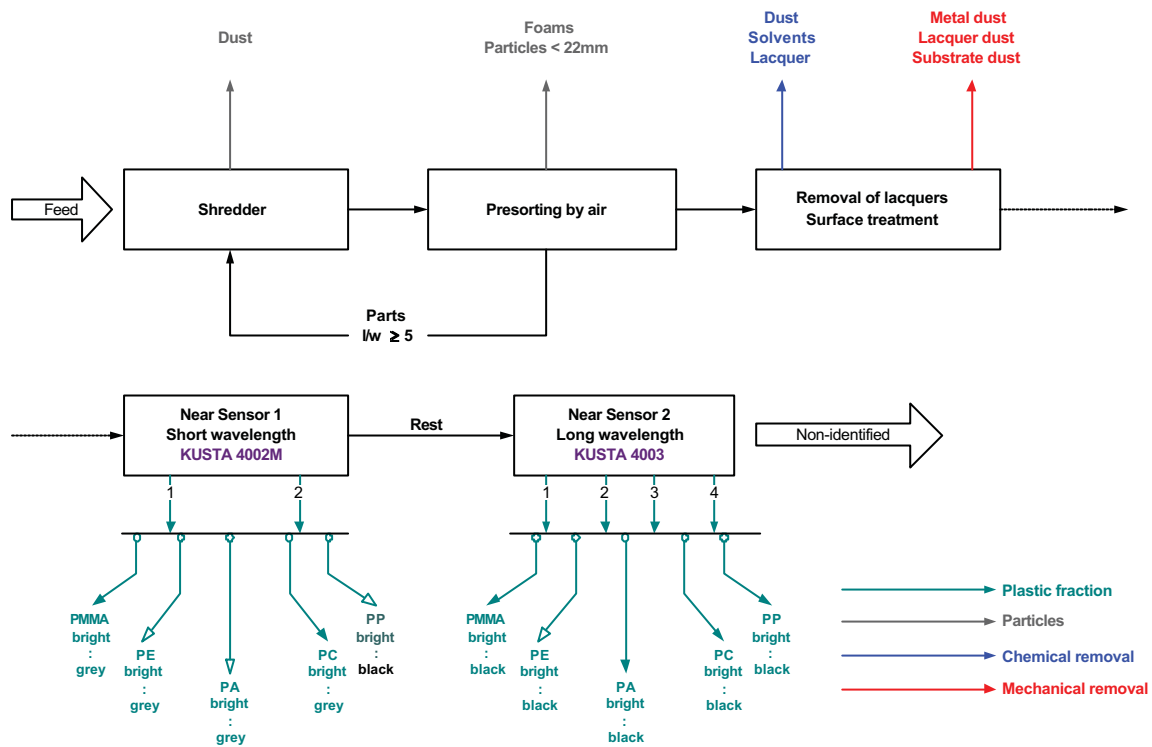 Dust
Foams
Particles < 22mm
Dust
Solvents
Lacquer
Metal dust
Lacquer dust
Substrate dust
Feed
Shredder
Presorting by air
Removal of lacquers
Surface treatment
Parts
l/w ≥ 5
Near Sensor 1
Short wavelength
KUSTA 4002M
Rest
Near Sensor 2
Long wavelength
KUSTA 4003
Non-identified
1
2
1
2
3
4
PMMA
bright
:
grey
PE
bright
:
grey
PA
bright
:
grey
PC
bright
:
grey
PP
bright
:
black
PMMA
bright
:
black
PE
bright
:
black
PA
bright
:
black
PC
bright
:
black
PP
bright
:
black
Plastic fraction
Particles
Chemical removal
Mechanical removal